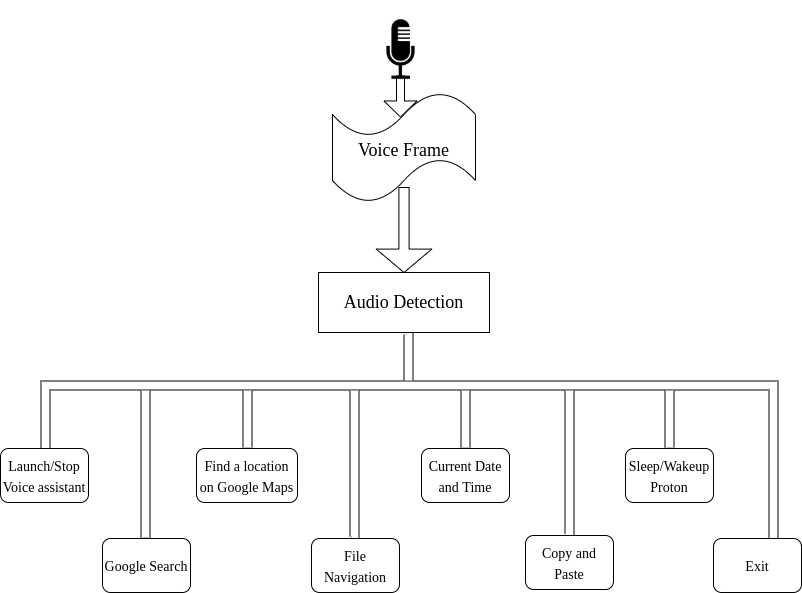 Voice Frame
Audio Detection
Launch/Stop
Voice assistant
Find a location
on Google Maps
Current Date
and Time
Sleep/Wakeup
Proton
Google Search
File
Navigation
Copy and
Paste
Exit